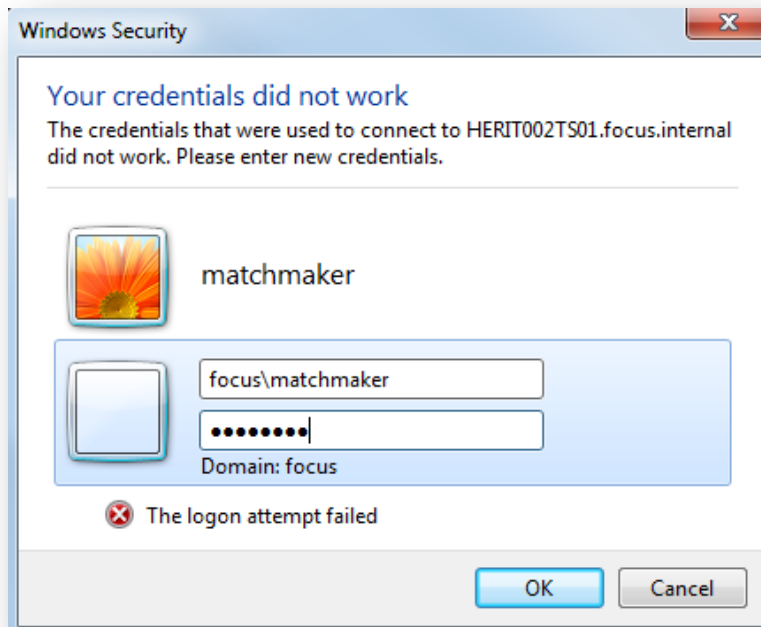 Windows Security
Your credentials did not work
The credentials that were used to connect to HERIT002TS01.focus.internal
did not work. Please enter new credentials.
matchmaker
focus\matchmaker
●●●●●●●●
Domain: focus
The logon attempt failed
OK
Cancel